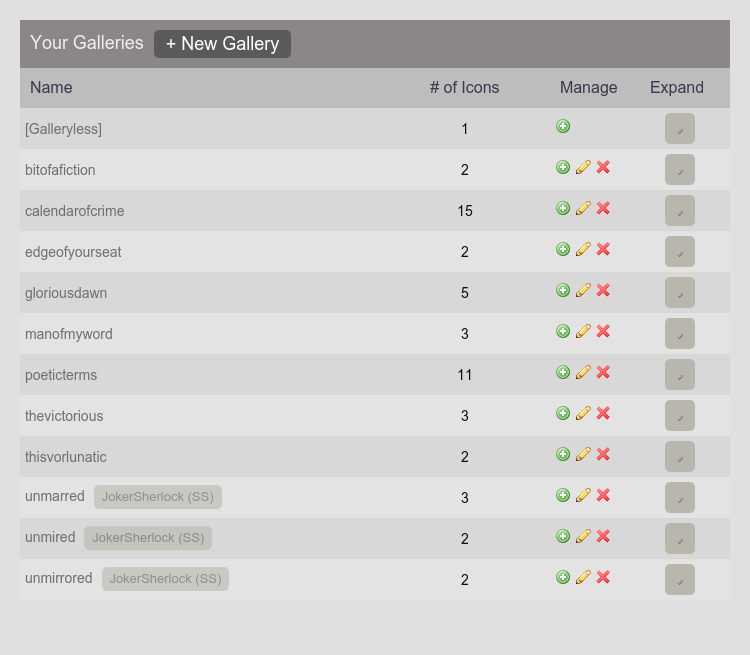 Your Galleries + New Gallery
Name # of Icons Manage Expand
[Galleryless] 1
bitofafiction 2
calendarofcrime 15
edgeofyourseat 2
gloriousdawn 5
manofmyword 3
poeticterms 11
thevictorious 3
thisvorlunatic 2
unmarred JokerSherlock (SS) 3
unmired JokerSherlock (SS) 2
unmirrored JokerSherlock (SS) 2